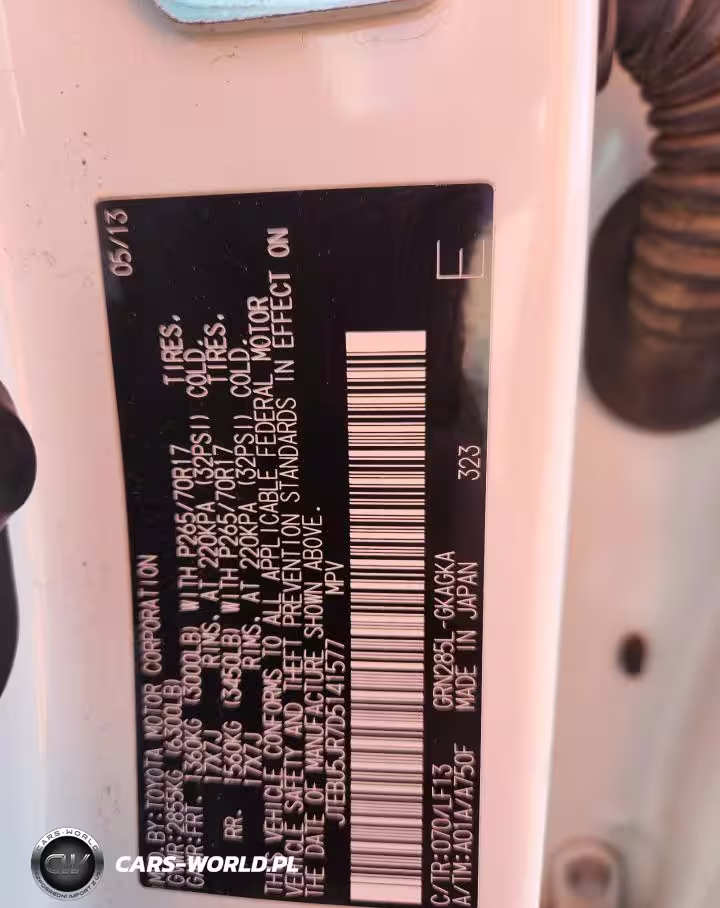 MFD. BY: TOYOTA MOTOR CORPORATION 05/13
GVWR: 2855KG (6300LB)
GAWR: FRT. 1360KG (3000LB) WITH P265/70R17 TIRES,
17X7J RIMS, AT 220KPA (32PSI) COLD.
RR. 1560KG (3450LB) WITH P265/70R17 TIRES,
17X7J RIMS, AT 220KPA (32PSI) COLD.
THIS VEHICLE CONFORMS TO ALL APPLICABLE FEDERAL MOTOR
VEHICLE SAFETY AND THEFT PREVENTION STANDARDS IN EFFECT ON
THE DATE OF MANUFACTURE SHOWN ABOVE.
JTEBU5JR7D5141577 MPV
C/TR: 070/LF13 GRN285L-GKAGKA 323 E
A/TM: A01A/A750F MADE IN JAPAN
CARS-WORLD
CW
CARS-WORLD.PL